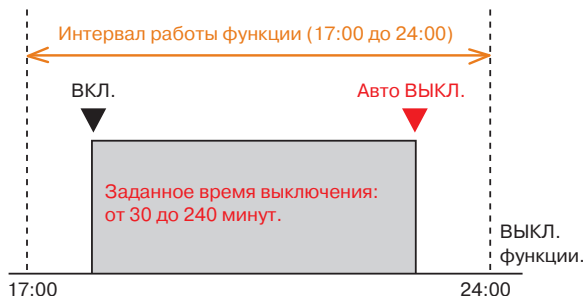 Интервал работы функции (17:00 до 24:00)
ВКЛ.
Авто ВЫКЛ.
Заданное время выключения:
от 30 до 240 минут.
ВЫКЛ.
функции.
17:00
24:00